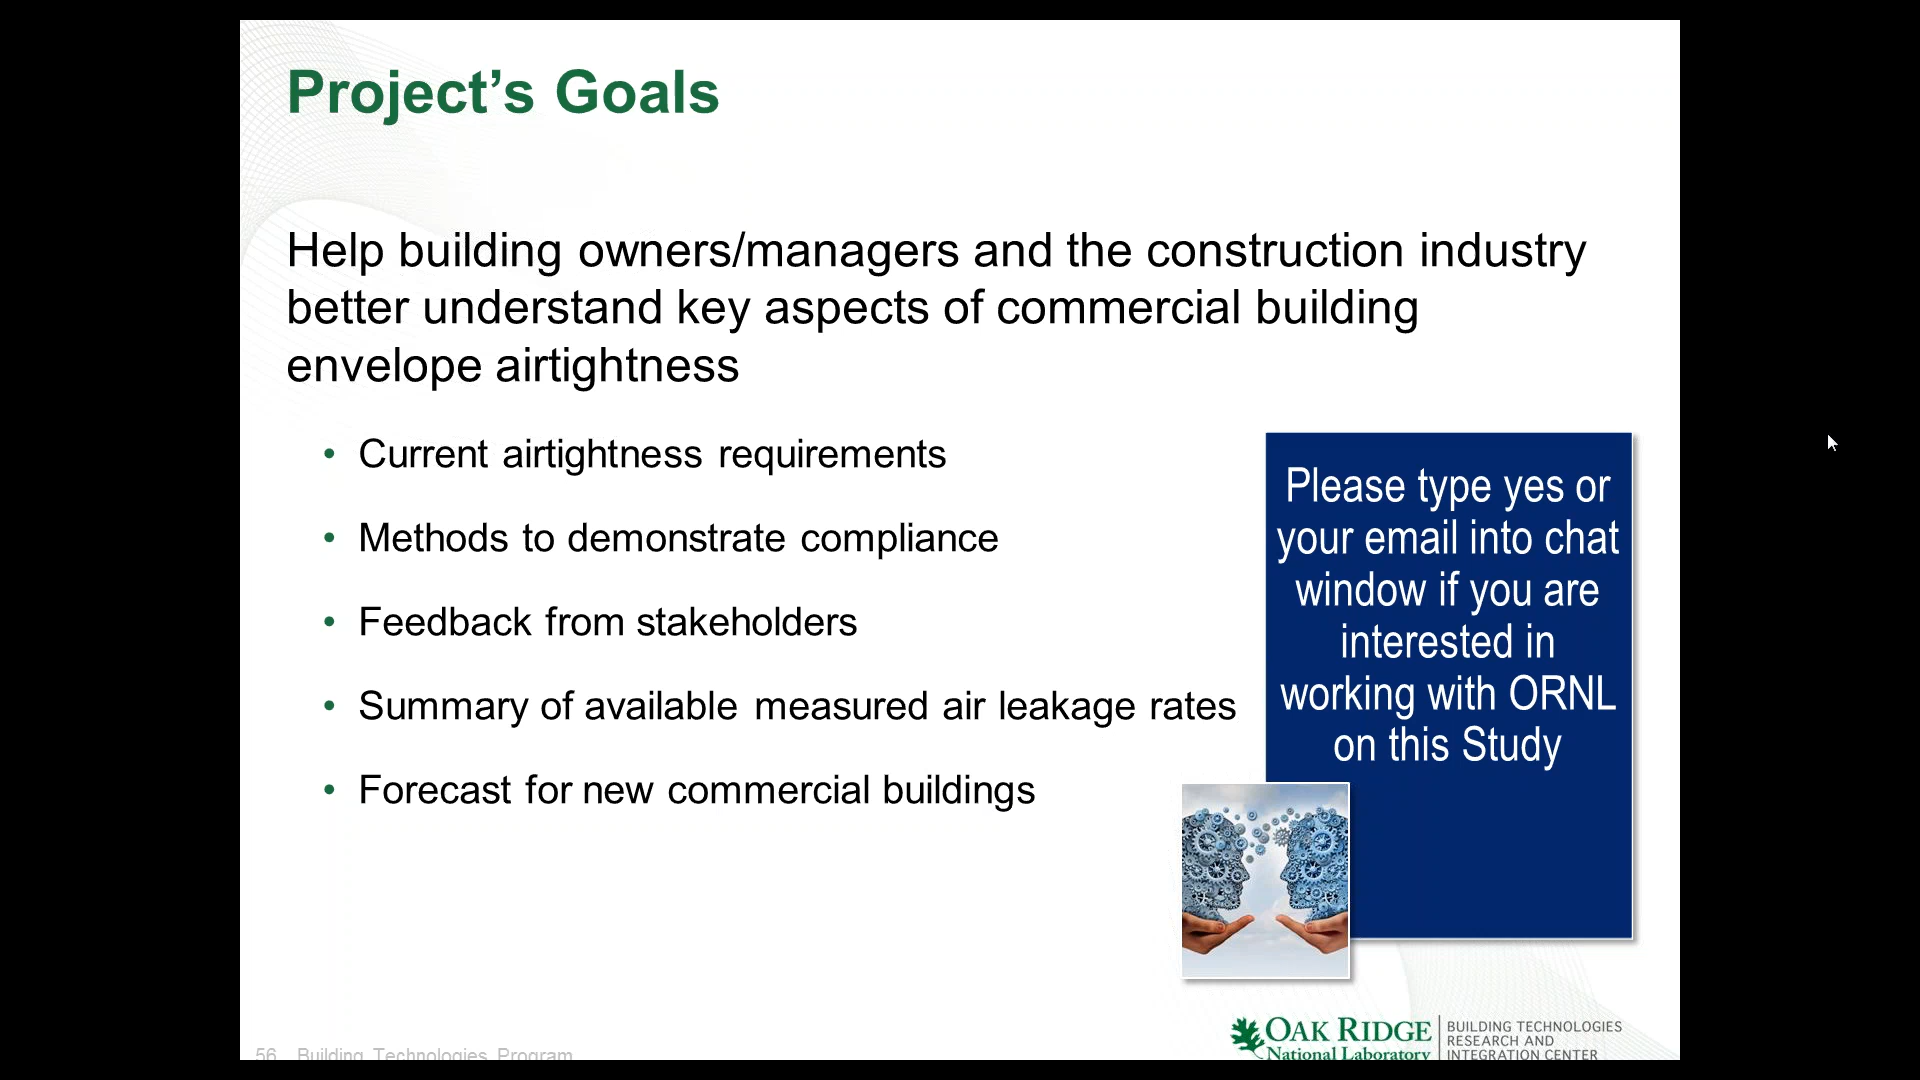 Project’s Goals
Help building owners/managers and the construction industry
better understand key aspects of commercial building
envelope airtightness
• Current airtightness requirements
• Methods to demonstrate compliance
• Feedback from stakeholders
• Summary of available measured air leakage rates
• Forecast for new commercial buildings
Please type yes or
your email into chat
window if you are
interested in
working with ORNL
on this Study
56 Building Technologies Program
OAK RIDGE
National Laboratory
BUILDING TECHNOLOGIES
RESEARCH AND
INTEGRATION CENTER